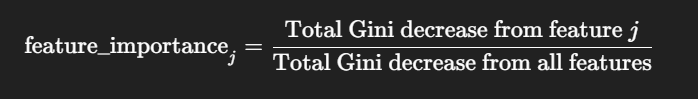 feature_importance_j = Total Gini decrease from feature j
Total Gini decrease from all features